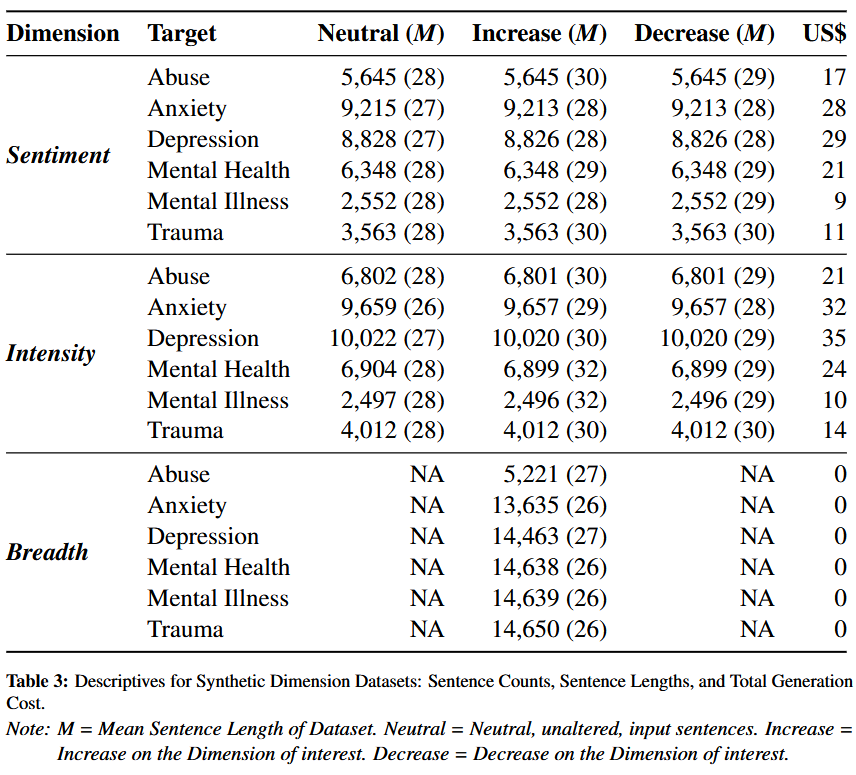 Dimension Target Neutral (M) Increase (M) Decrease (M) US$
Abuse 5,645 (28) 5,645 (30) 5,645 (29) 17
Anxiety 9,215 (27) 9,213 (28) 9,213 (28) 28
Depression 8,828 (27) 8,826 (28) 8,826 (28) 29
Sentiment
Mental Health 6,348 (28) 6,348 (29) 6,348 (29) 21
Mental Illness 2,552 (28) 2,552 (28) 2,552 (29) 9
Trauma 3,563 (28) 3,563 (30) 3,563 (30) 11
Abuse 6,802 (28) 6,801 (30) 6,801 (29) 21
Anxiety 9,659 (26) 9,657 (29) 9,657 (28) 32
Depression 10,022 (27) 10,020 (30) 10,020 (29) 35
Intensity
Mental Health 6,904 (28) 6,899 (32) 6,899 (29) 24
Mental Illness 2,497 (28) 2,496 (32) 2,496 (29) 10
Trauma 4,012 (28) 4,012 (30) 4,012 (30) 14
Abuse NA 5,221 (27) NA 0
Anxiety NA 13,635 (26) NA 0
Depression NA 14,463 (27) NA 0
Breadth
Mental Health NA 14,638 (26) NA 0
Mental Illness NA 14,639 (26) NA 0
Trauma NA 14,650 (26) NA 0
Table 3: Descriptives for Synthetic Dimension Datasets: Sentence Counts, Sentence Lengths, and Total Generation
Cost.
Note: M = Mean Sentence Length of Dataset. Neutral = Neutral, unaltered, input sentences. Increase =
Increase on the Dimension of interest. Decrease = Decrease on the Dimension of interest.